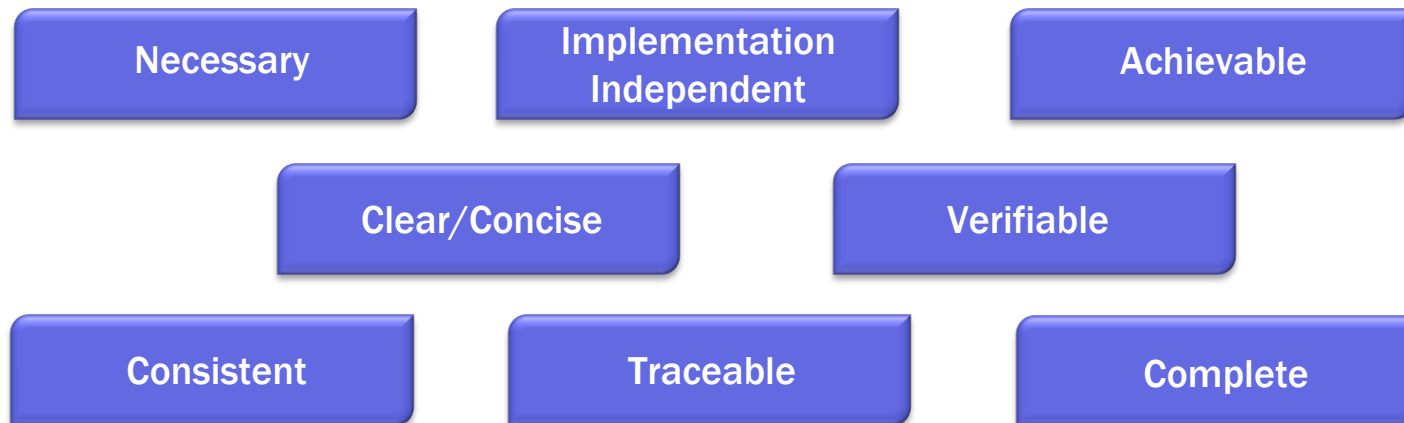 Necessary
Implementation
Independent
Achievable
Clear/Concise
Verifiable
Consistent
Traceable
Complete